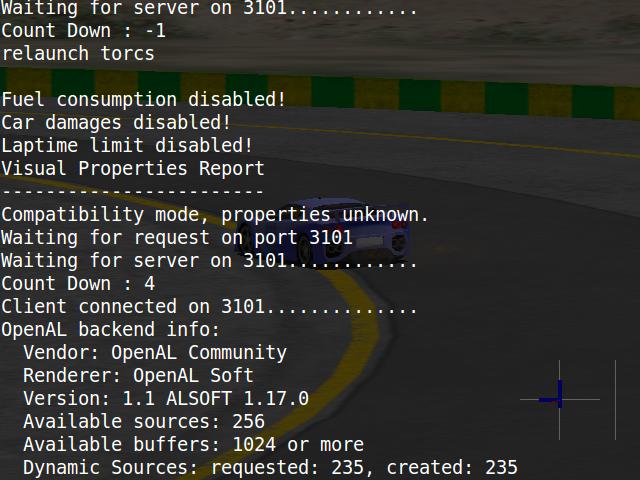 Waiting for server on 3101............
Count Down : -1
relaunch torcs
Fuel consumption disabled!
Car damages disabled!
Laptime limit disabled!
Visual Properties Report
------------------------
Compatibility mode, properties unknown.
Waiting for request on port 3101
Waiting for server on 3101............
Count Down : 4
Client connected on 3101..............
OpenAL backend info:
  Vendor: OpenAL Community
  Renderer: OpenAL Soft
  Version: 1.1 ALSOFT 1.17.0
  Available sources: 256
  Available buffers: 1024 or more
  Dynamic Sources: requested: 235, created: 235